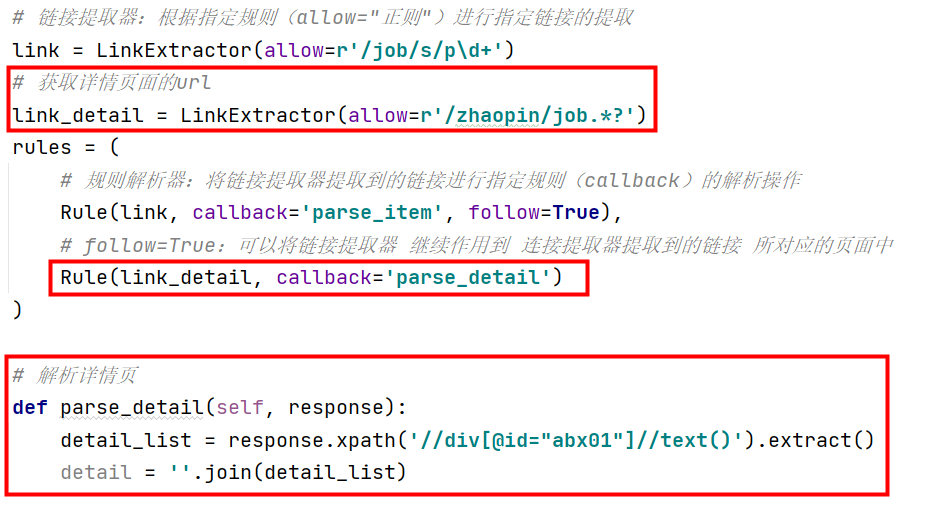 # 链接提取器：根据指定规则（allow="正则"）进行指定链接的提取
link = LinkExtractor(allow=r'/job/s/p\d+')
# 获取详情页面的url
link_detail = LinkExtractor(allow=r'/zhaopin/job.*?')
rules = (
    # 规则解析器：将链接提取器提取到的链接进行指定规则（callback）的解析操作
    Rule(link, callback='parse_item', follow=True),
    # follow=True：可以将链接提取器 继续作用到 连接提取器提取到的链接 所对应的页面中
    Rule(link_detail, callback='parse_detail')
)
# 解析详情页
def parse_detail(self, response):
    detail_list = response.xpath('//div[@id="abx01"]//text()').extract()
    detail = ''.join(detail_list)